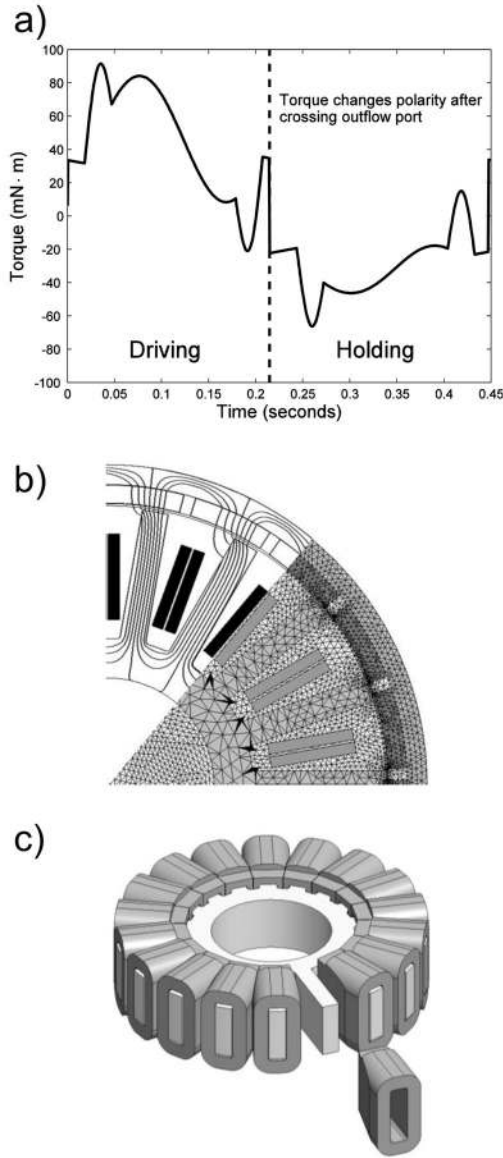 a)
100
80
60
40
20
0
-20
-40
-60
-80
-100
Torque (mN· m)
Torque changes polarity after
crossing outflow port
Driving
Holding
0 0.05 0.1 0.15 0.2 0.25 0.3 0.35 0.4 0.45
Time (seconds)
b)
c)